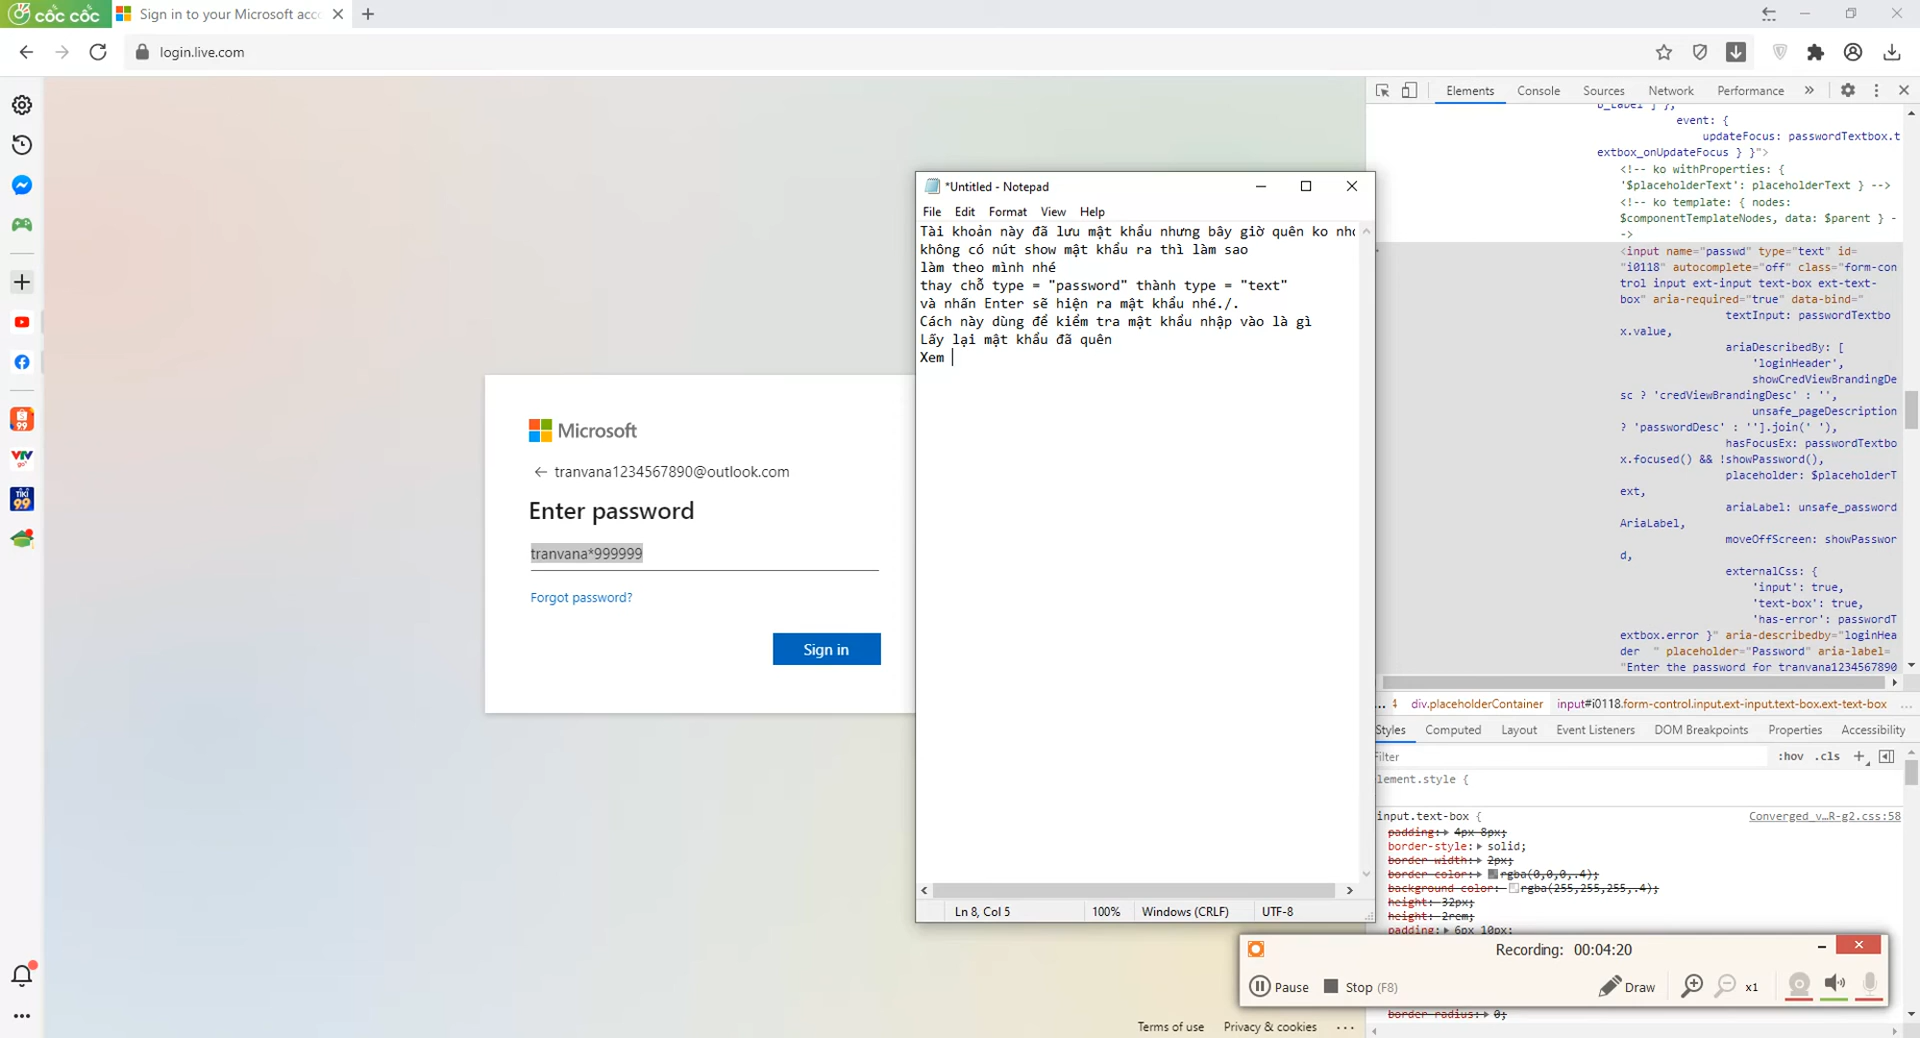 cốc cốc
Sign in to your Microsoft acc
login.live.com
Elements Console Sources Network Performance
event: {
updateFocus: passwordTextbox.t
extbox_onUpdateFocus } }">
<!-- ko withProperties: {
'$placeholderText': placeholderText } -->
<!-- ko template: { nodes:
$componentTemplateNodes, data: $parent } -
->
<input name="passwd" type="text" id=
"i0118" autocomplete="off" class="form-con
trol input ext-input text-box ext-text-
box" aria-required="true" data-bind="
textInput: passwordTextbo
x.value,
ariaDescribedBy: [
'loginHeader',
showCredViewBrandingDe
sc ? 'credViewBrandingDesc' : '',
unsafe_pageDescription
? 'passwordDesc' : ''].join(' '),
hasFocusEx: passwordTextbo
x.focused() && !showPassword(),
placeholder: $placeholderT
ext,
ariaLabel: unsafe_password
AriaLabel,
moveOffScreen: showPasswor
d,
externalCss: {
'input': true,
'text-box': true,
'has-error': passwordT
extbox.error }" aria-describedby="loginHea
der " placeholder="Password" aria-label=
"Enter the password for tranvana1234567890
... div.placeholderContainer input#i0118.form-control.input.ext-input.text-box.ext-text-box ...
Styles Computed Layout Event Listeners DOM Breakpoints Properties Accessibility
Filter :hov .cls +
element.style {
input.text-box { Converged_v…R-g2.css:58
padding: 4px 8px;
border-style: solid;
border-width: 2px;
border-color: rgba(0,0,0,.4);
background-color: rgba(255,255,255,.4);
height: 32px;
height: 2rem;
padding: 6px 10px;
border-radius: 0;
*Untitled - Notepad
File Edit Format View Help
Tài khoản này đã lưu mật khẩu nhưng bây giờ quên ko nhớ
không có nút show mật khẩu ra thì làm sao
làm theo mình nhé
thay chỗ type = "password" thành type = "text"
và nhấn Enter sẽ hiện ra mật khẩu nhé./.
Cách này dùng để kiểm tra mật khẩu nhập vào là gì
Lấy lại mật khẩu đã quên
Xem
Ln 8, Col 5 100% Windows (CRLF) UTF-8
Microsoft
tranvana1234567890@outlook.com
Enter password
tranvana*999999
Forgot password?
Sign in
Recording: 00:04:20
Pause Stop (F8) Draw x1
Terms of use Privacy & cookies ...